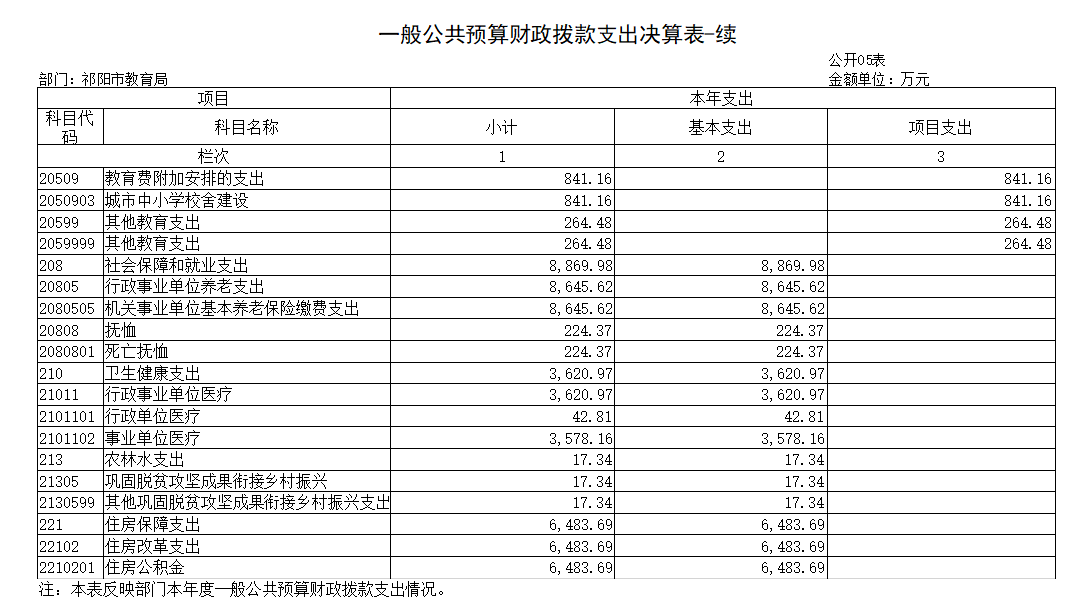 一般公共预算财政拨款支出决算表-续
公开05表
部门：祁阳市教育局 金额单位：万元
项目 本年支出
科目代码 科目名称 小计 基本支出 项目支出
栏次 1 2 3
20509 教育费附加安排的支出 841.16 841.16
2050903 城市中小学校舍建设 841.16 841.16
20599 其他教育支出 264.48 264.48
2059999 其他教育支出 264.48 264.48
208 社会保障和就业支出 8,869.98 8,869.98
20805 行政事业单位养老支出 8,645.62 8,645.62
2080505 机关事业单位基本养老保险缴费支出 8,645.62 8,645.62
20808 抚恤 224.37 224.37
2080801 死亡抚恤 224.37 224.37
210 卫生健康支出 3,620.97 3,620.97
21011 行政事业单位医疗 3,620.97 3,620.97
2101101 行政单位医疗 42.81 42.81
2101102 事业单位医疗 3,578.16 3,578.16
213 农林水支出 17.34 17.34
21305 巩固脱贫攻坚成果衔接乡村振兴 17.34 17.34
2130599 其他巩固脱贫攻坚成果衔接乡村振兴支出 17.34 17.34
221 住房保障支出 6,483.69 6,483.69
22102 住房改革支出 6,483.69 6,483.69
2210201 住房公积金 6,483.69 6,483.69
注：本表反映部门本年度一般公共预算财政拨款支出情况。